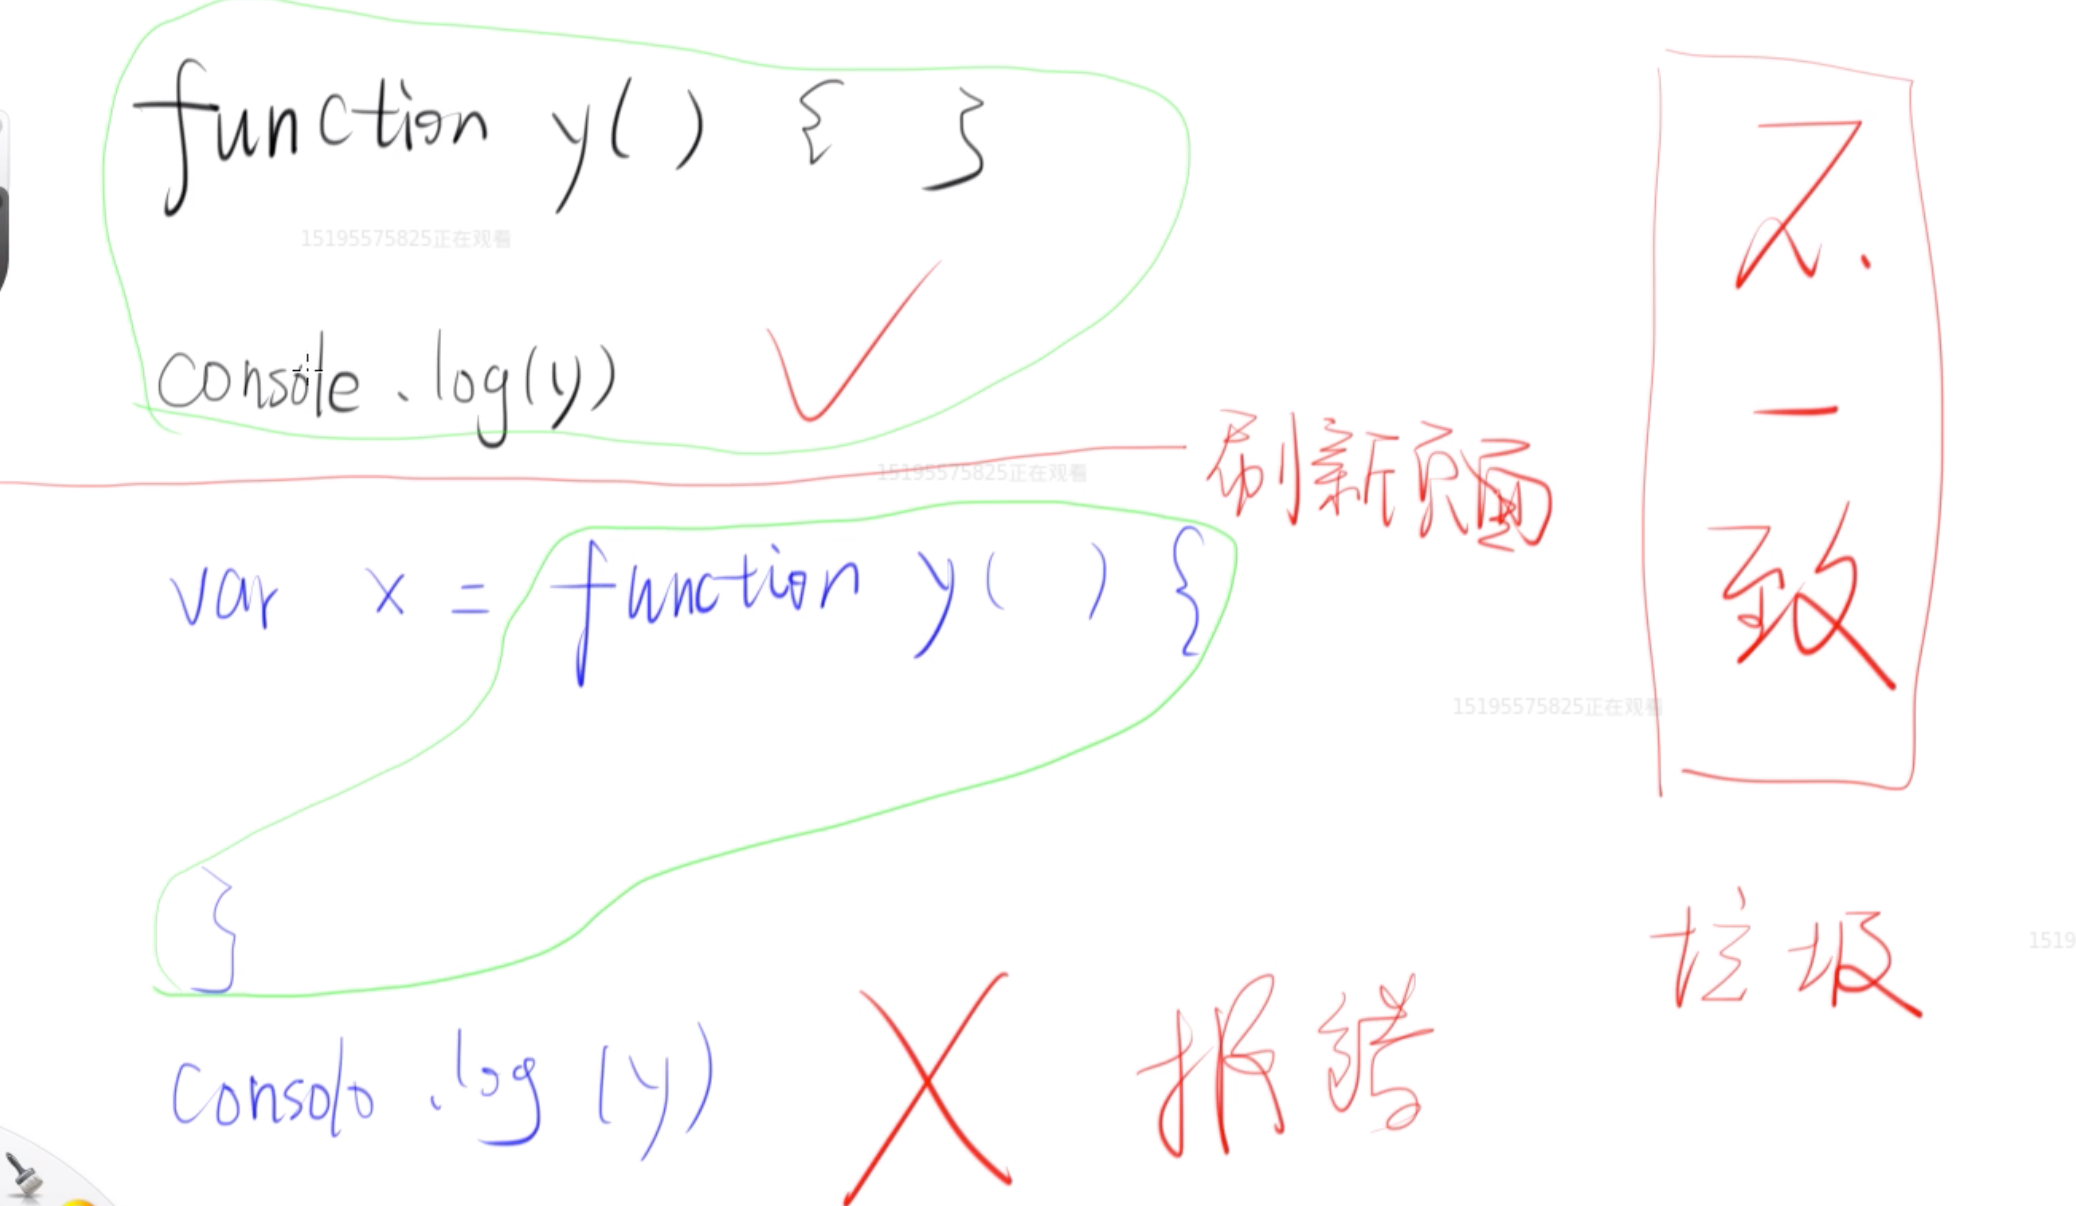 function y() { }
15195575825正在观看
console.log(y)
刷新页面
15195575825正在观看
var x = function y( ) {
15195575825正在观看
}
console.log (y)
报错
不一致
垃圾
1519